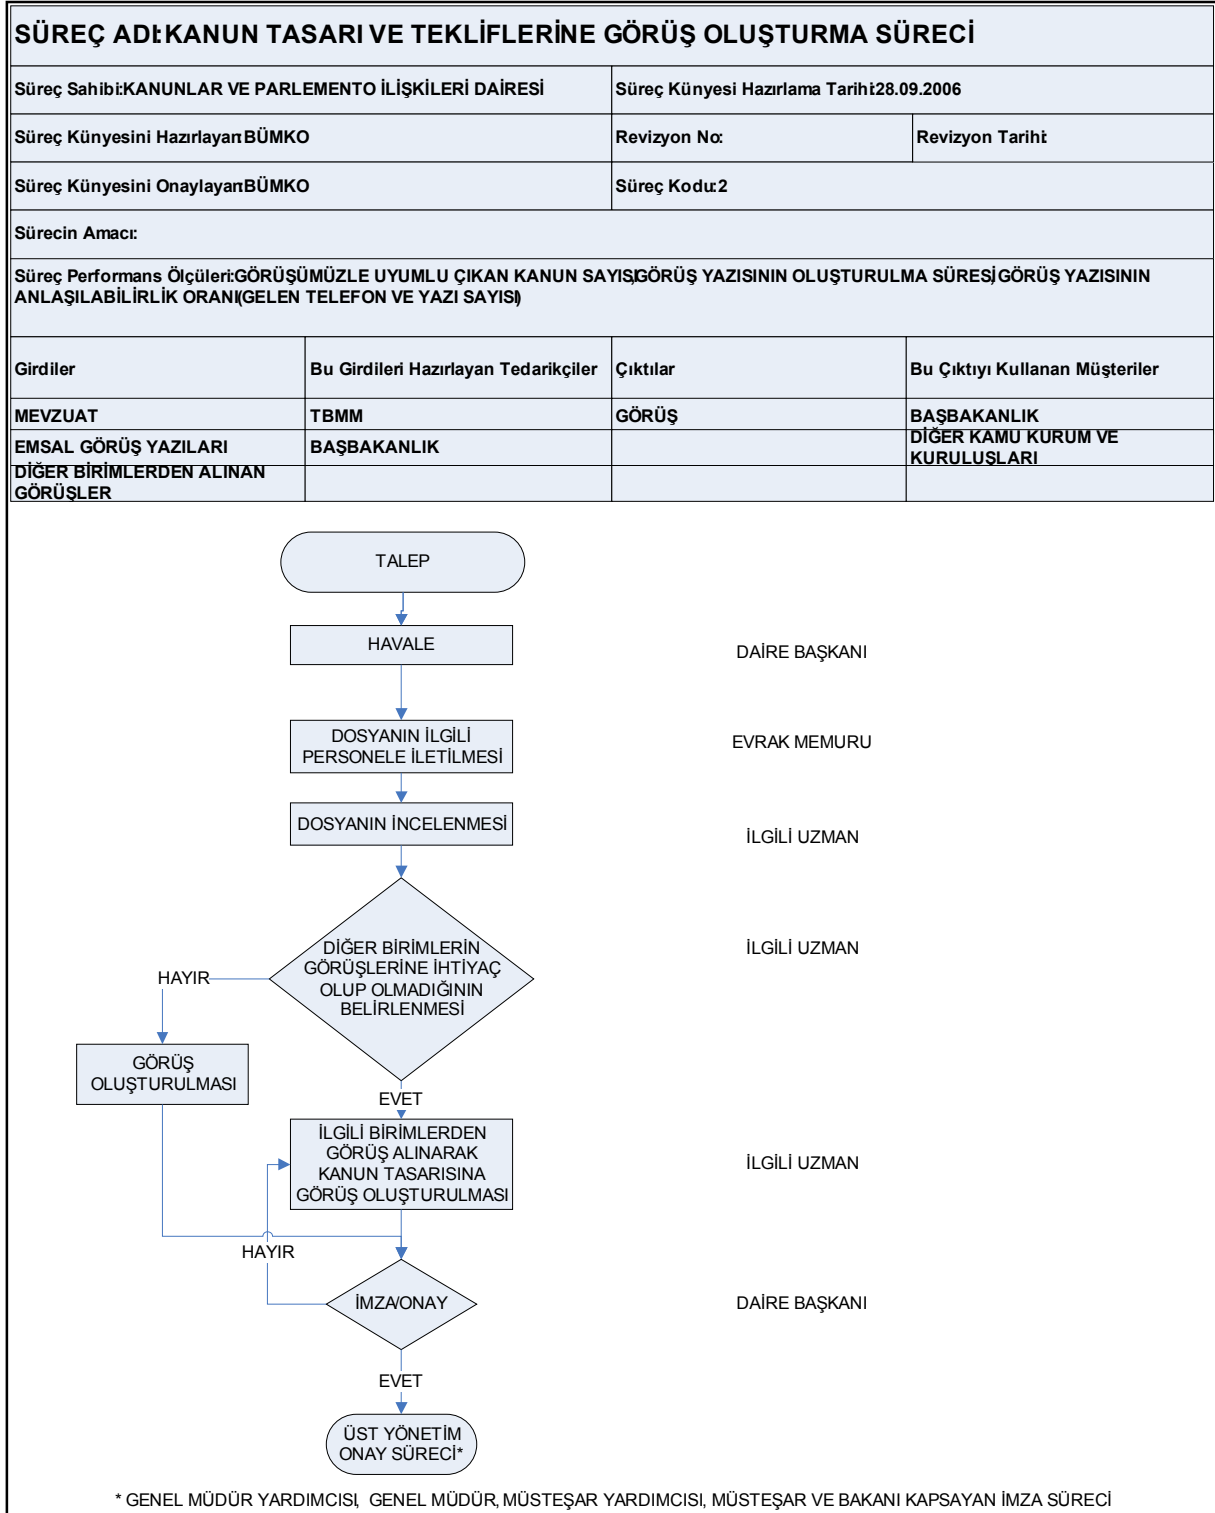 SÜREÇ ADI:KANUN TASARI VE TEKLİFLERİNE GÖRÜŞ OLUŞTURMA SÜRECİ
Süreç Sahibi:KANUNLAR VE PARLEMENTO İLİŞKİLERİ DAİRESİ
Süreç Künyesi Hazırlama Tarihi:28.09.2006
Süreç Künyesini Hazırlayan:BÜMKO
Revizyon No:
Revizyon Tarihi:
Süreç Künyesini Onaylayan:BÜMKO
Süreç Kodu:2
Sürecin Amacı:
Süreç Performans Ölçüleri:GÖRÜŞÜMÜZLE UYUMLU ÇIKAN KANUN SAYISI,GÖRÜŞ YAZISININ OLUŞTURULMA SÜRESİ,GÖRÜŞ YAZISININ
ANLAŞILABİLİRLİK ORANI(GELEN TELEFON VE YAZI SAYISI)
Girdiler
Bu Girdileri Hazırlayan Tedarikçiler
Çıktılar
Bu Çıktıyı Kullanan Müşteriler
MEVZUAT
TBMM
GÖRÜŞ
BAŞBAKANLIK
EMSAL GÖRÜŞ YAZILARI
BAŞBAKANLIK
DİĞER KAMU KURUM VE
KURULUŞLARI
DİĞER BİRİMLERDEN ALINAN
GÖRÜŞLER
TALEP
HAVALE
DAİRE BAŞKANI
DOSYANIN İLGİLİ
PERSONELE İLETİLMESİ
EVRAK MEMURU
DOSYANIN İNCELENMESİ
İLGİLİ UZMAN
DİĞER BİRİMLERİN
GÖRÜŞLERİNE İHTİYAÇ
OLUP OLMADIĞININ
BELİRLENMESİ
İLGİLİ UZMAN
HAYIR
GÖRÜŞ
OLUŞTURULMASI
EVET
İLGİLİ BİRİMLERDEN
GÖRÜŞ ALINARAK
KANUN TASARISINA
GÖRÜŞ OLUŞTURULMASI
İLGİLİ UZMAN
HAYIR
İMZA/ONAY
DAİRE BAŞKANI
EVET
ÜST YÖNETİM
ONAY SÜRECİ*
* GENEL MÜDÜR YARDIMCISI, GENEL MÜDÜR, MÜSTEŞAR YARDIMCISI, MÜSTEŞAR VE BAKANI KAPSAYAN İMZA SÜRECİ